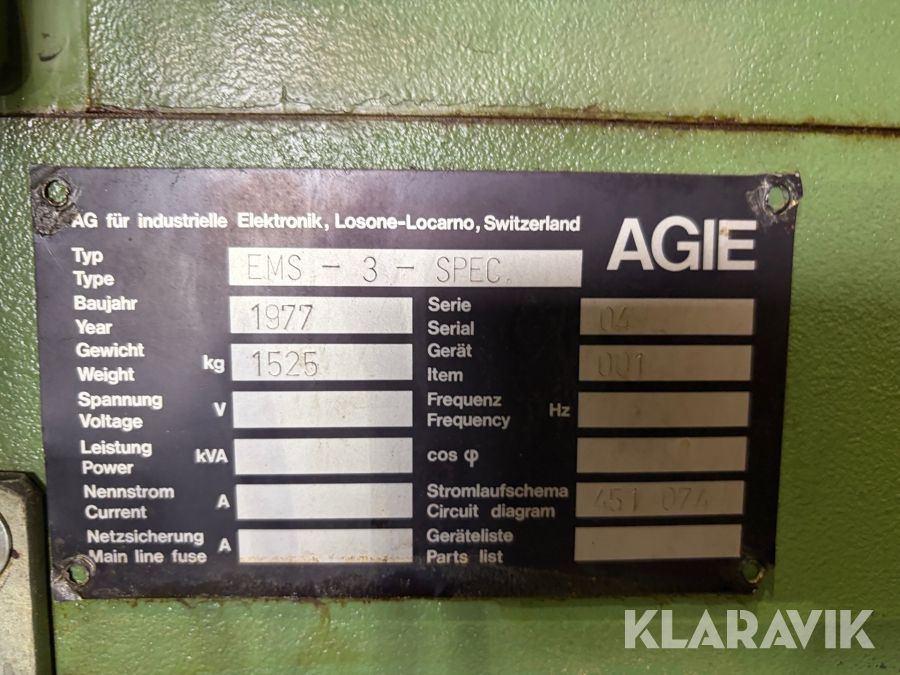 AG für industrielle Elektronik, Losone-Locarno, Switzerland
AGIE
Typ
Type
EMS - 3 - SPEC.
Baujahr
Year
1977
Serie
Serial
04
Gewicht
Weight
kg
1525
Gerät
Item
001
Spannung
Voltage
V
Frequenz
Frequency
Hz
Leistung
Power
kVA
cos φ
Nennstrom
Current
A
Stromlaufschema
Circuit diagram
451 074
Netzsicherung
Main line fuse
A
Geräteliste
Parts list
KLARAVIK